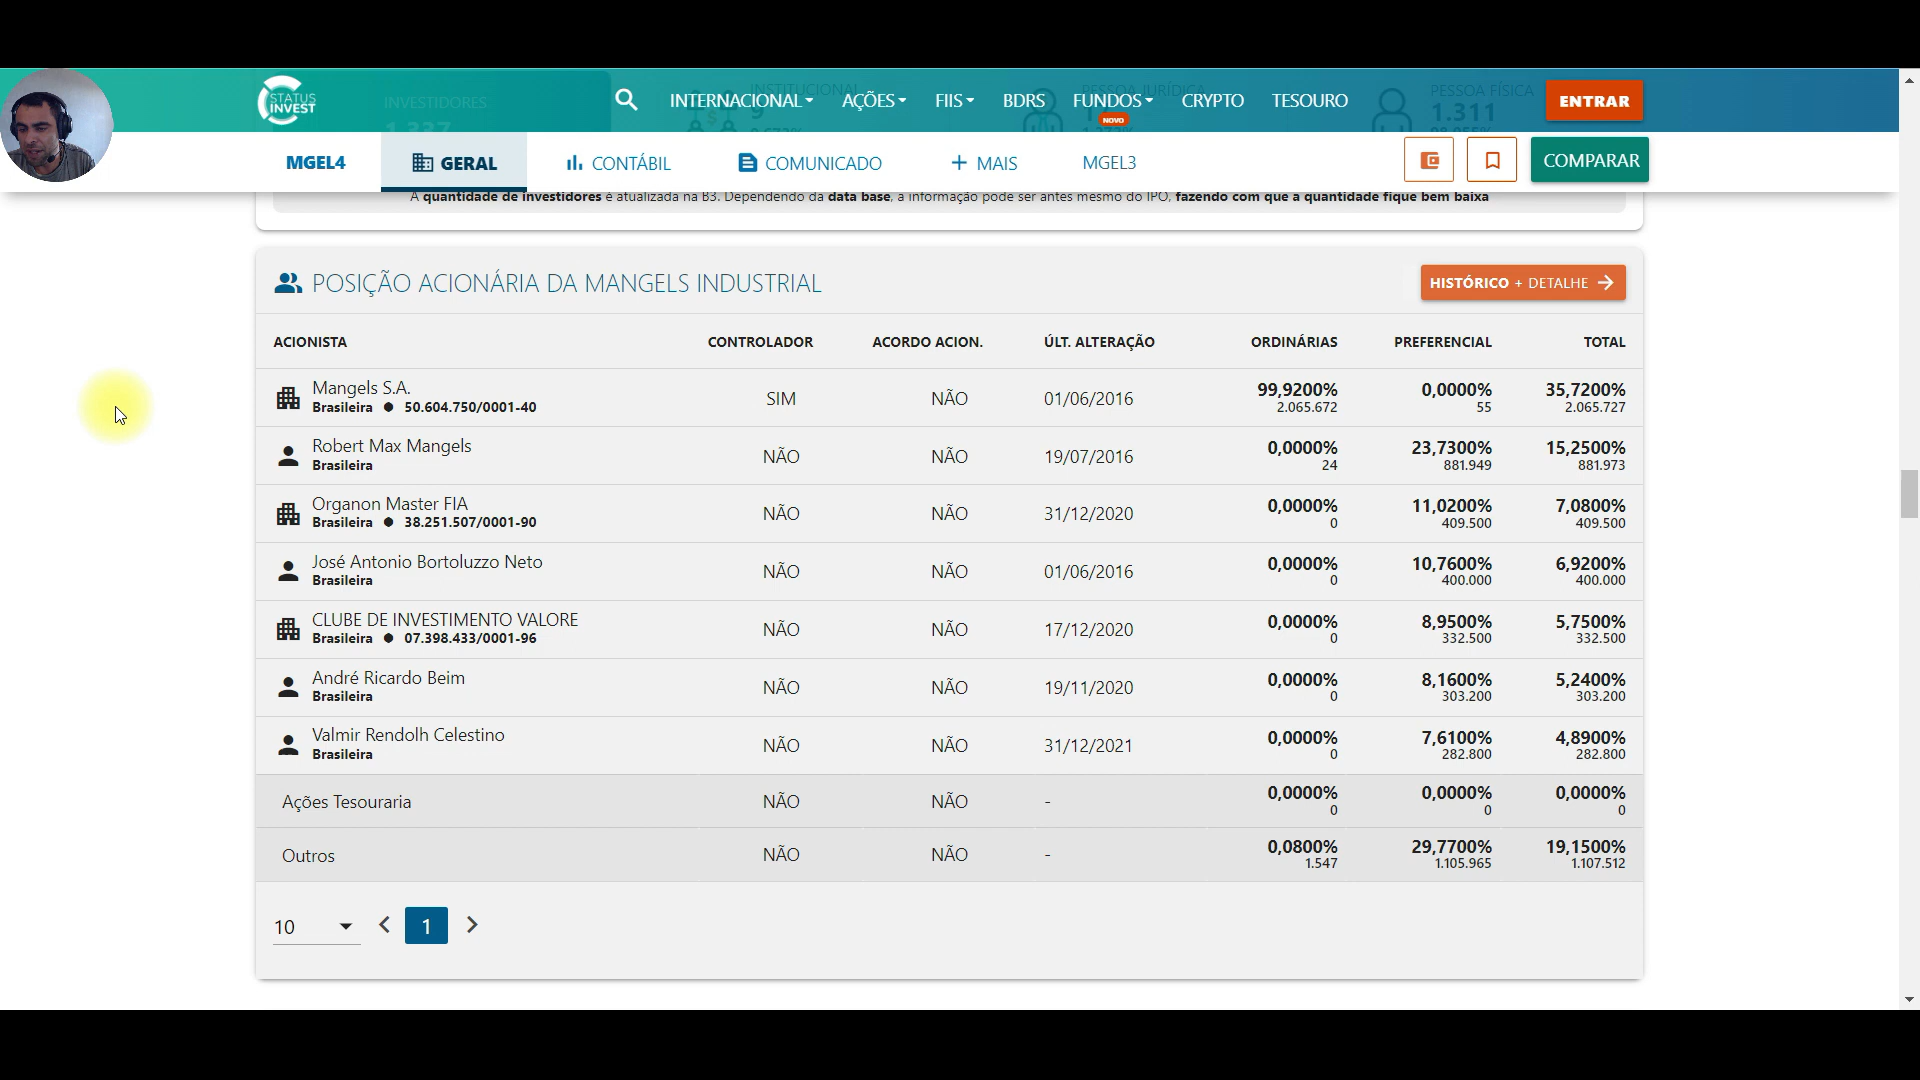 STATUS INVEST
INVESTIDORES
1.337
INSTITUCIONAL
9
PESSOA JURÍDICA
PESSOA FÍSICA
1.311
INTERNACIONAL
AÇÕES
FIIS
BDRS
FUNDOS
NOVO
CRYPTO
TESOURO
ENTRAR
MGEL4
GERAL
CONTÁBIL
COMUNICADO
+ MAIS
MGEL3
COMPARAR
A quantidade de investidores é atualizada na B3. Dependendo da data base, a informação pode ser antes mesmo do IPO, fazendo com que a quantidade fique bem baixa
POSIÇÃO ACIONÁRIA DA MANGELS INDUSTRIAL
HISTÓRICO + DETALHE
ACIONISTA CONTROLADOR ACORDO ACION. ÚLT. ALTERAÇÃO ORDINÁRIAS PREFERENCIAL TOTAL
Mangels S.A. SIM NÃO 01/06/2016 99,9200% 0,0000% 35,7200%
Brasileira 50.604.750/0001-40 2.065.672 55 2.065.727
Robert Max Mangels NÃO NÃO 19/07/2016 0,0000% 23,7300% 15,2500%
Brasileira 24 881.949 881.973
Organon Master FIA NÃO NÃO 31/12/2020 0,0000% 11,0200% 7,0800%
Brasileira 38.251.507/0001-90 0 409.500 409.500
José Antonio Bortoluzzo Neto NÃO NÃO 01/06/2016 0,0000% 10,7600% 6,9200%
Brasileira 0 400.000 400.000
CLUBE DE INVESTIMENTO VALORE NÃO NÃO 17/12/2020 0,0000% 8,9500% 5,7500%
Brasileira 07.398.433/0001-96 0 332.500 332.500
André Ricardo Beim NÃO NÃO 19/11/2020 0,0000% 8,1600% 5,2400%
Brasileira 0 303.200 303.200
Valmir Rendolh Celestino NÃO NÃO 31/12/2021 0,0000% 7,6100% 4,8900%
Brasileira 0 282.800 282.800
Ações Tesouraria NÃO NÃO - 0,0000% 0,0000% 0,0000%
0 0 0
Outros NÃO NÃO - 0,0800% 29,7700% 19,1500%
1.547 1.105.965 1.107.512
10
1